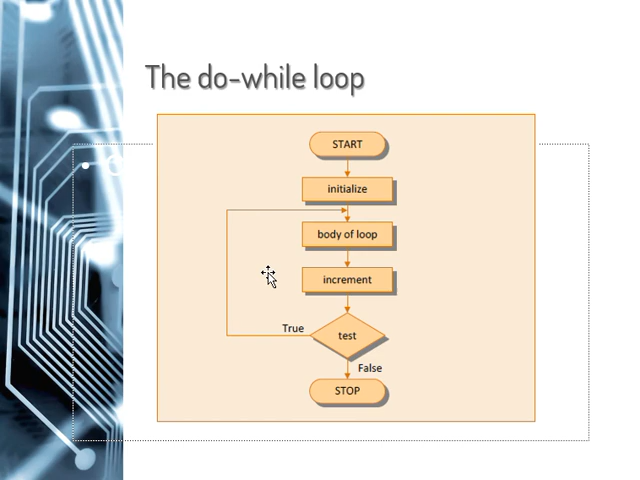 The do-while loop
START
initialize
body of loop
increment
True
test
False
STOP